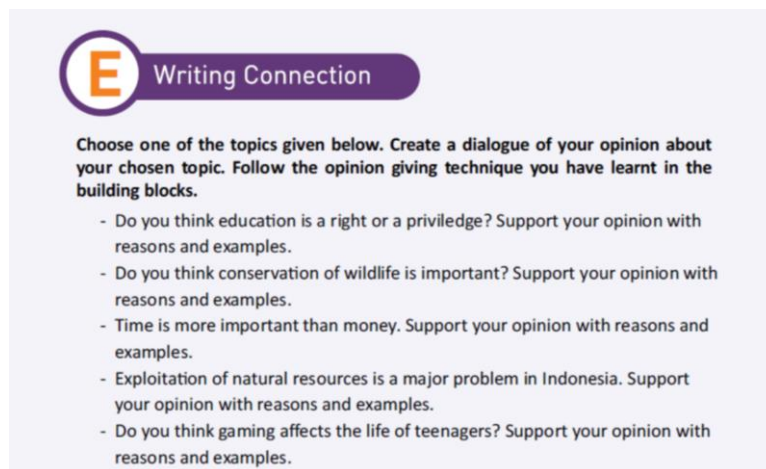 E Writing Connection
Choose one of the topics given below. Create a dialogue of your opinion about
your chosen topic. Follow the opinion giving technique you have learnt in the
building blocks.
- Do you think education is a right or a priviledge? Support your opinion with
reasons and examples.
- Do you think conservation of wildlife is important? Support your opinion with
reasons and examples.
- Time is more important than money. Support your opinion with reasons and
examples.
- Exploitation of natural resources is a major problem in Indonesia. Support
your opinion with reasons and examples.
- Do you think gaming affects the life of teenagers? Support your opinion with
reasons and examples.